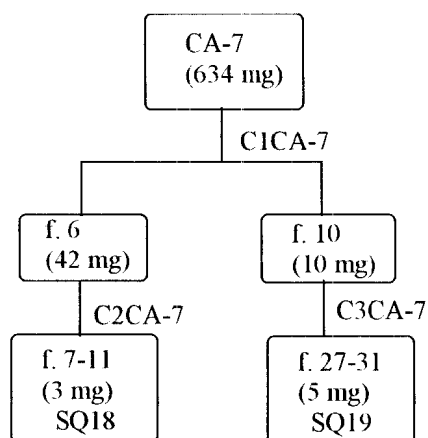 CA-7
(634 mg)
C1CA-7
f. 6
(42 mg)
f. 10
(10 mg)
C2CA-7
C3CA-7
f. 7-11
(3 mg)
SQ18
f. 27-31
(5 mg)
SQ19